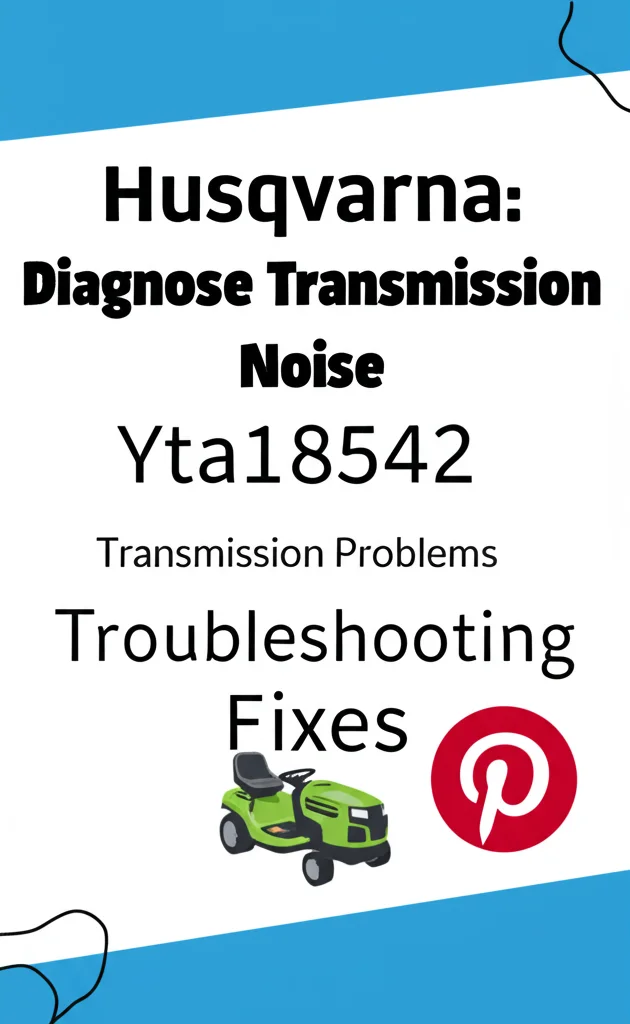 Husqvarna:
Diagnose Transmission
Noise
Yta18542
Transmission Problems
Troubleshooting
Fixes